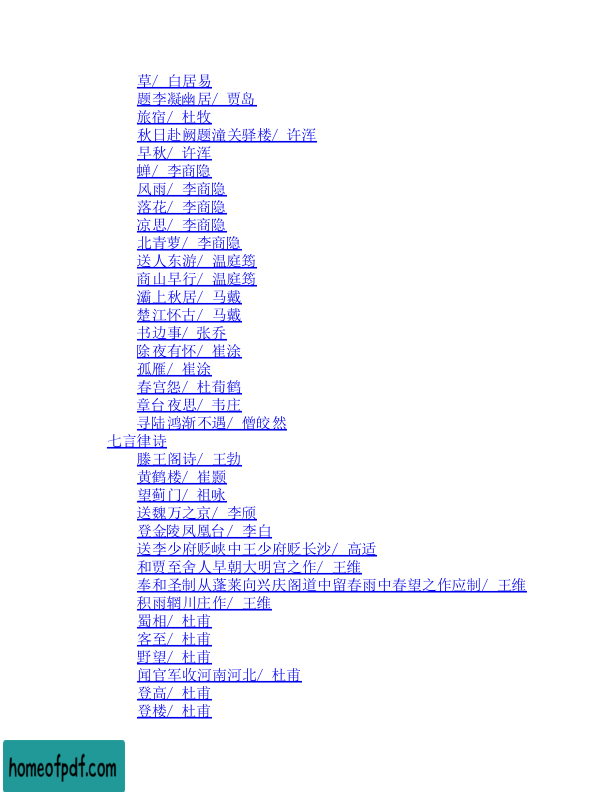 草/ 白居易
题李凝幽居/ 贾岛
旅宿/ 杜牧
秋日赴阙题潼关驿楼/ 许浑
早秋/ 许浑
蝉/ 李商隐
风雨/ 李商隐
落花/ 李商隐
凉思/ 李商隐
北青萝/ 李商隐
送人东游/ 温庭筠
商山早行/ 温庭筠
灞上秋居/ 马戴
楚江怀古/ 马戴
书边事/ 张乔
除夜有怀/ 崔涂
孤雁/ 崔涂
春宫怨/ 杜荀鹤
章台夜思/ 韦庄
寻陆鸿渐不遇/ 僧皎然
七言律诗
滕王阁诗/ 王勃
黄鹤楼/ 崔颢
望蓟门/ 祖咏
送魏万之京/ 李颀
登金陵凤凰台/ 李白
送李少府贬峡中王少府贬长沙/ 高适
和贾至舍人早朝大明宫之作/ 王维
奉和圣制从蓬莱向兴庆阁道中留春雨中春望之作应制/ 王维
积雨辋川庄作/ 王维
蜀相/ 杜甫
客至/ 杜甫
野望/ 杜甫
闻官军收河南河北/ 杜甫
登高/ 杜甫
登楼/ 杜甫
homeofpdf.com